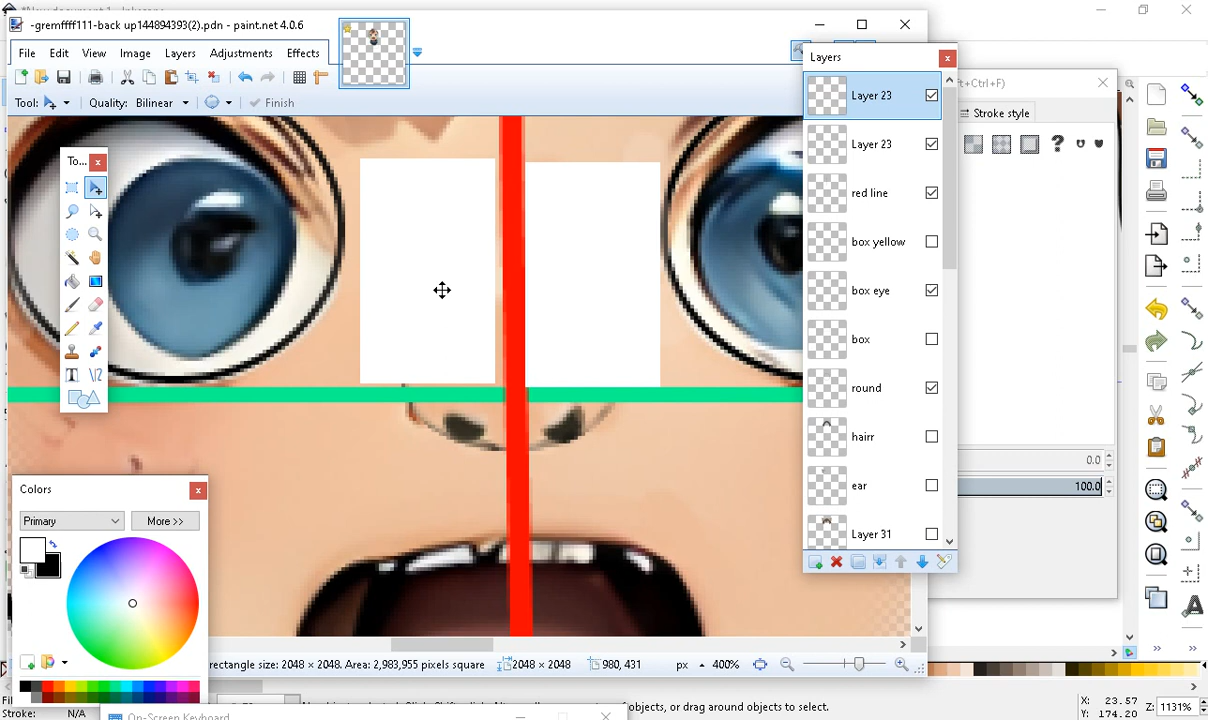 -gremffff111-back up144894393(2).pdn - paint.net 4.0.6
File Edit View Image Layers Adjustments Effects
Tool: Quality: Bilinear Finish
Layers
t+Ctrl+F)
Stroke style
Layer 23
Layer 23
red line
box yellow
box eye
box
round
hairr
ear
Layer 31
0.0
100.0
To...
Colors
Primary More >>
rectangle size: 2048 × 2048. Area: 2,983,955 pixels square 2048 × 2048 980, 431 px 400%
objects, or drag around objects to select.
Stroke: N/A
On-Screen Keyboard
X: 23.57
Y: 174.20
Z: 1131%